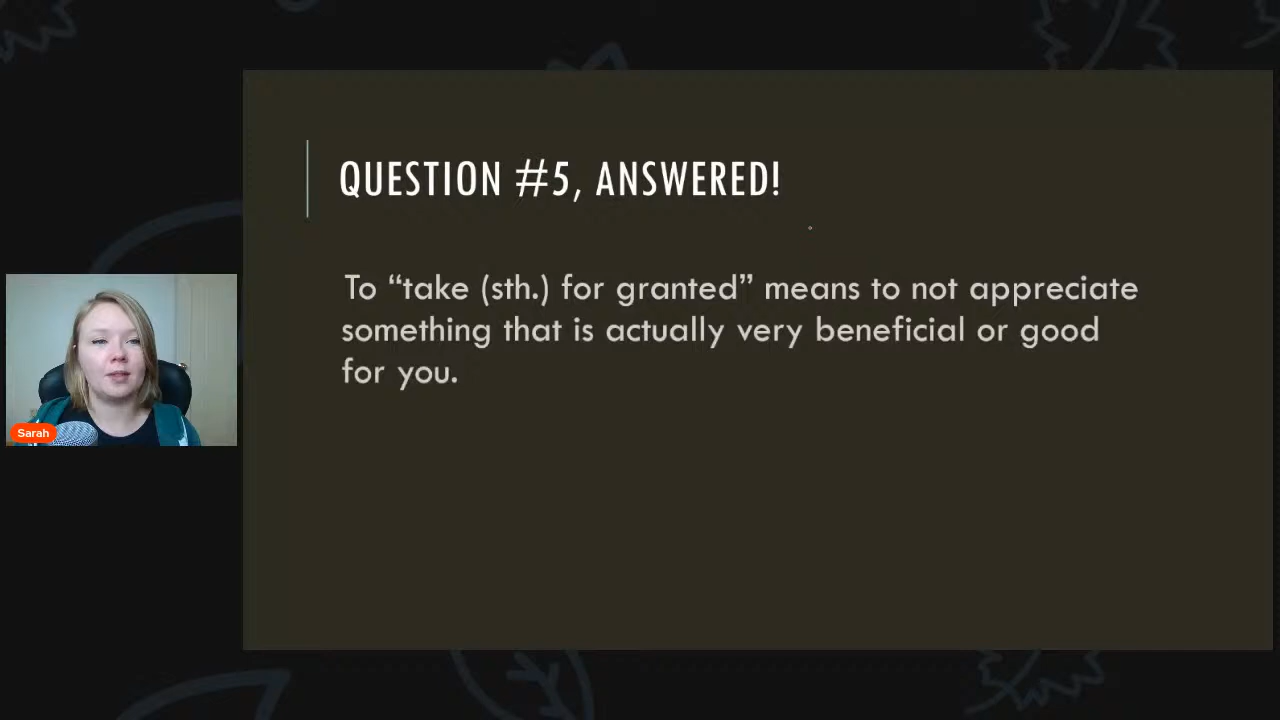 QUESTION #5, ANSWERED!
To “take (sth.) for granted” means to not appreciate
something that is actually very beneficial or good
for you.
Sarah